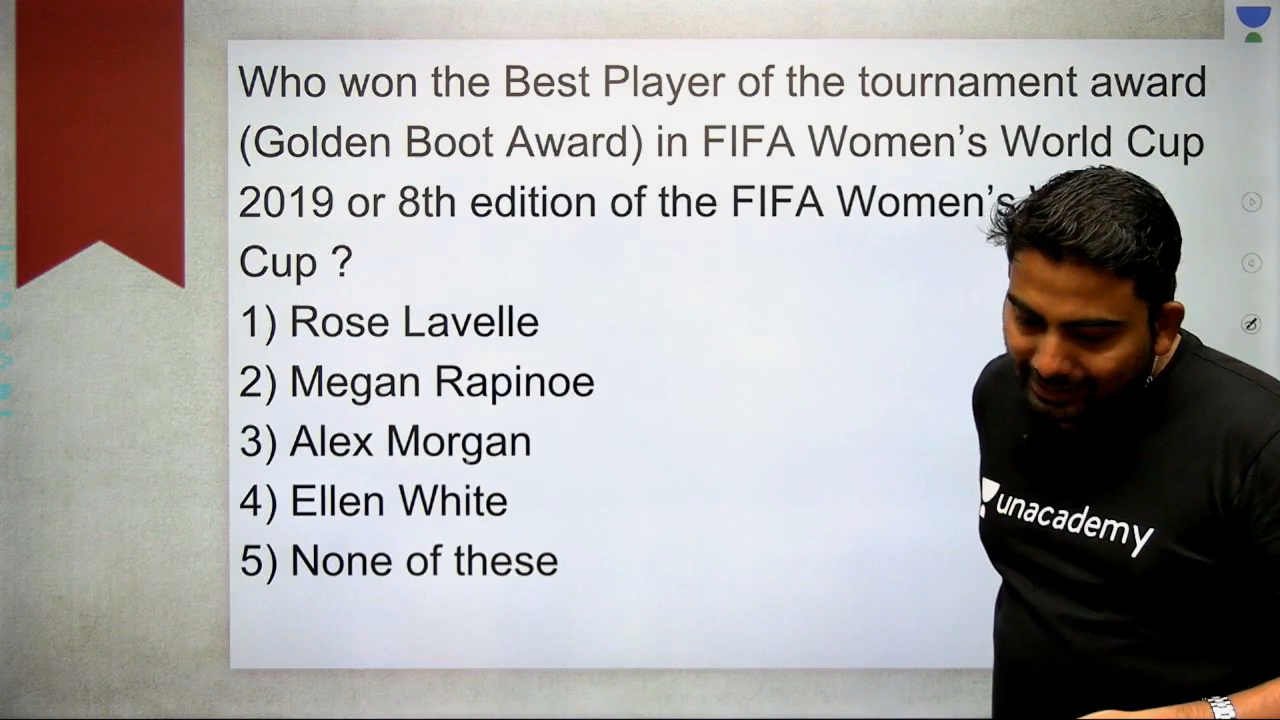 Who won the Best Player of the tournament award
(Golden Boot Award) in FIFA Women's World Cup
2019 or 8th edition of the FIFA Women's
Cup ?
1) Rose Lavelle
2) Megan Rapinoe
3) Alex Morgan
4) Ellen White
5) None of these
unacademy